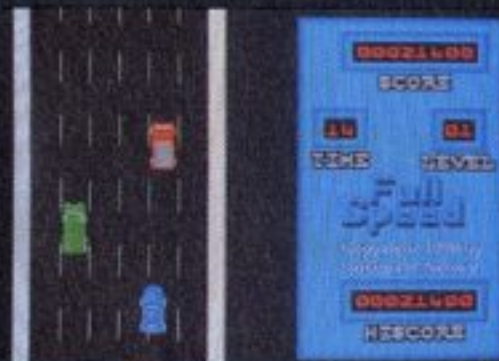 00021400
SCORE
14
01
TIME
LEVEL
Full
Speed
00021400
HISCORE